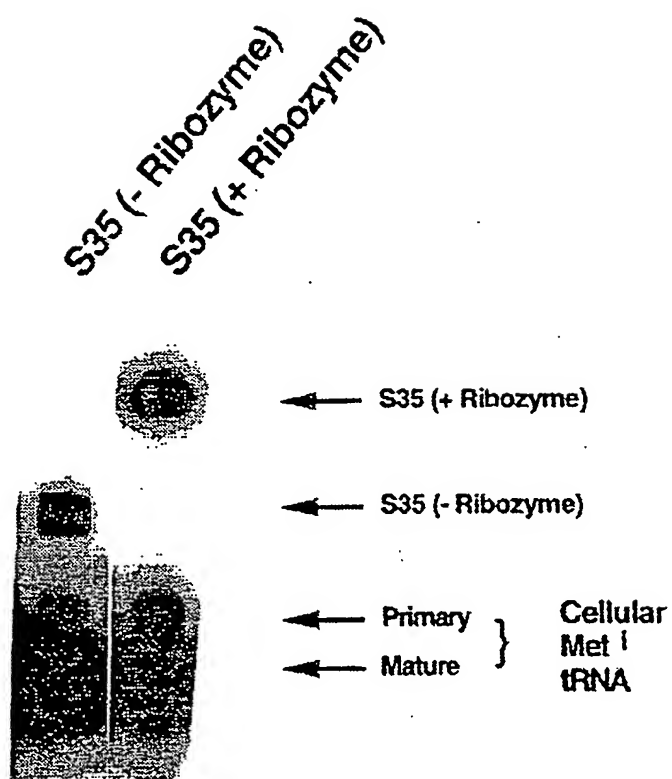 S35 (- Ribozyme)
S35 (+ Ribozyme)
S35 (+ Ribozyme)
S35 (- Ribozyme)
Primary
Mature
}
Cellular
Met i
tRNA